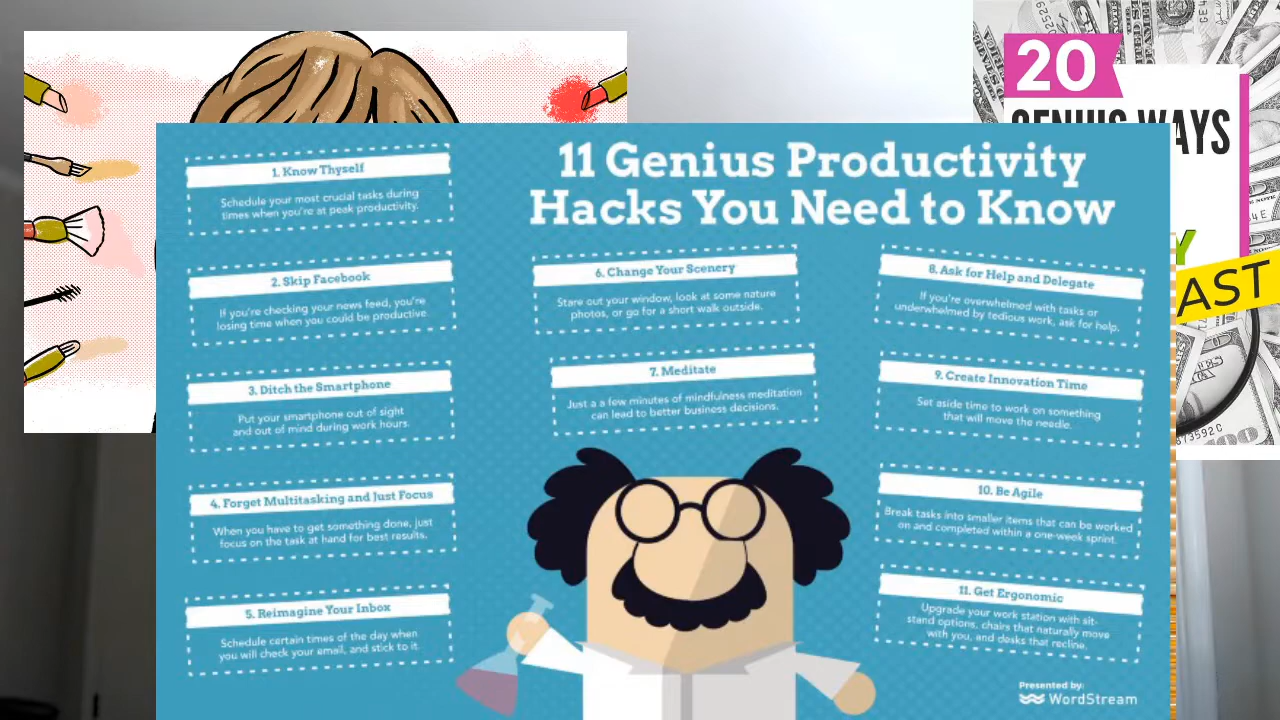 20
GENIUS WAYS
Y
AST
11 Genius Productivity
Hacks You Need to Know
1. Know Thyself
Schedule your most crucial tasks during
times when you're at peak productivity.
2. Skip Facebook
If you're checking your news feed, you're
losing time when you could be productive.
3. Ditch the Smartphone
Put your smartphone out of sight
and out of mind during work hours.
4. Forget Multitasking and Just Focus
When you have to get something done, just
focus on the task at hand for best results.
5. Reimagine Your Inbox
Schedule certain times of the day when
you will check your email, and stick to it.
6. Change Your Scenery
Stare out your window, look at some nature
photos, or go for a short walk outside.
7. Meditate
Just a a few minutes of mindfulness meditation
can lead to better business decisions.
8. Ask for Help and Delegate
If you're overwhelmed with tasks or
underwhelmed by tedious work, ask for help.
9. Create Innovation Time
Set aside time to work on something
that will move the needle.
10. Be Agile
Break tasks into smaller items that can be worked
on and completed within a one-week sprint.
11. Get Ergonomic
Upgrade your work station with sit-
stand options, chairs that naturally move
with you, and desks that recline.
Presented by:
WordStream